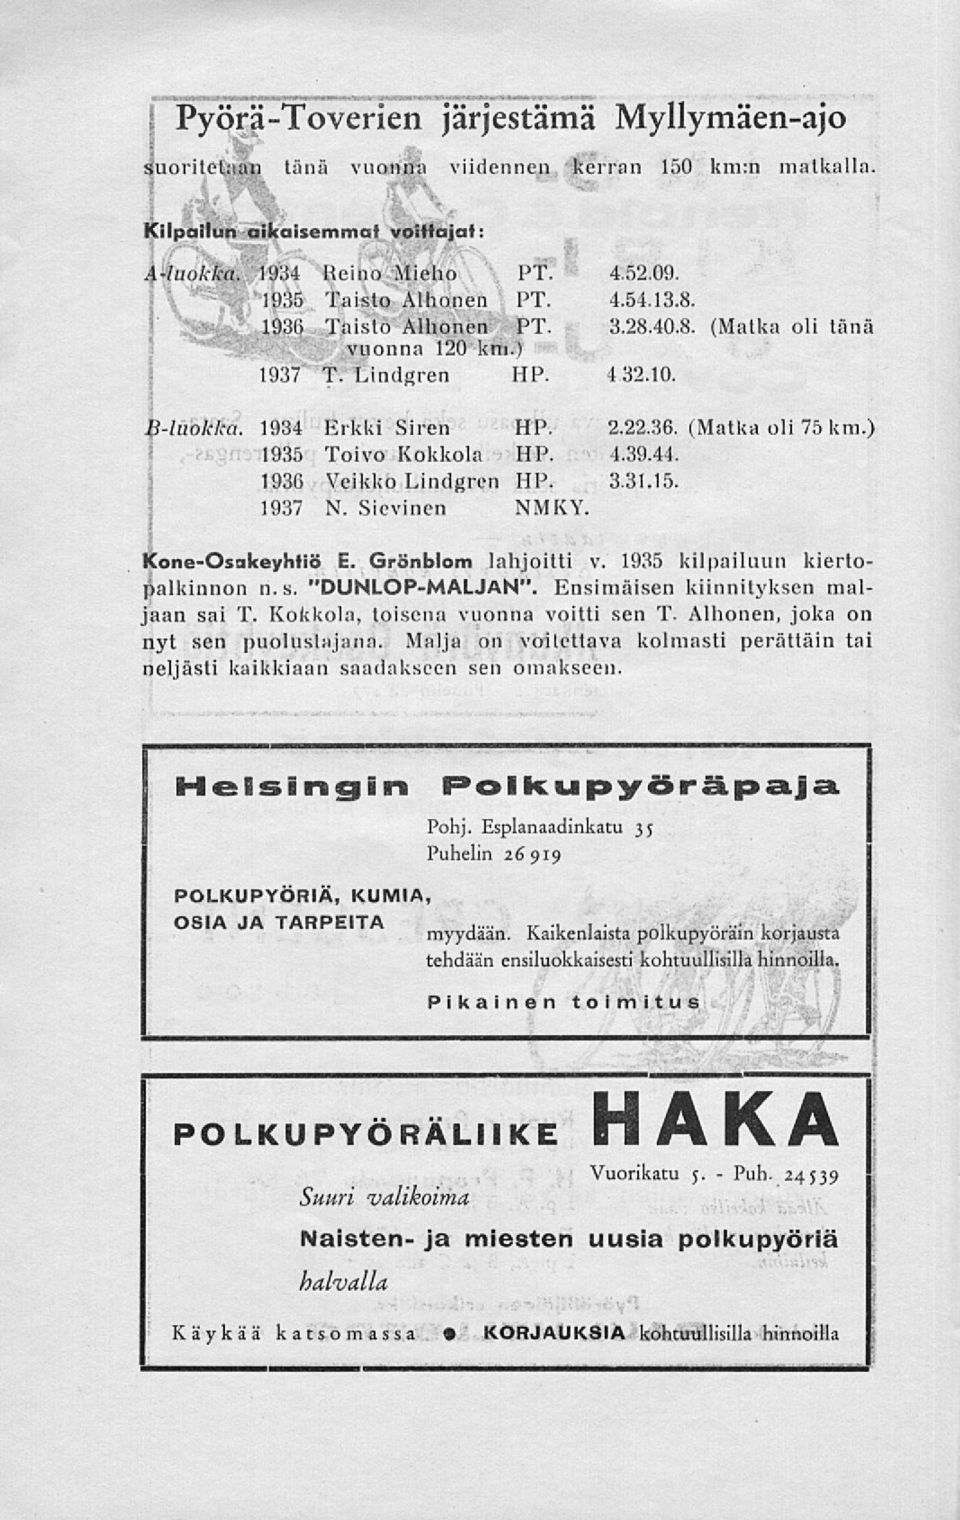 Pyörä-Toverien järjestämä Myllymäen-ajo
suoritetaan tänä vuonna viidennen kerran 150 km:n matkalla.
Kilpailun aikaisemmat voittajat:
A-luokka. 1934 Reino Mieho PT. 4.52.09.
1935 Taisto Alhonen PT. 4.54.13.8.
1936 Taisto Alhonen PT. 3.28.40.8. (Matka oli tänä
vuonna 120 km.)
1937 T. Lindgren HP. 4 32.10.
B-luokka. 1934 Erkki Siren HP. 2.22.36. (Matka oli 75 km.)
1935 Toivo Kokkola HP. 4.39.44.
1936 Veikko Lindgren HP. 3.31.15.
1937 N. Sievinen NMKY.
Kone-Osakeyhtiö E. Grönblom lahjoitti v. 1935 kilpailuun kierto-
palkinnon n. s. "DUNLOP-MALJAN". Ensimäisen kiinnityksen mal-
jaan sai T. Kokkola, toisena vuonna voitti sen T. Alhonen, joka on
nyt sen puolustajana. Malja on voitettava kolmasti perättäin tai
neljästi kaikkiaan saadakseen sen omakseen.
Helsingin Polkupyöräpaja
Pohj. Esplanaadinkatu 35
Puhelin 26 919
POLKUPYÖRIÄ, KUMIA,
OSIA JA TARPEITA
myydään. Kaikenlaista polkupyöräin korjausta
tehdään ensiluokkaisesti kohtuullisilla hinnoilla.
Pikainen toimitus
POLKUPYÖRÄLIIKE HAKA
Vuorikatu 5. - Puh. 24539
Suuri valikoima
Naisten- ja miesten uusia polkupyöriä
halvalla
Käykää katsomassa • KORJAUKSIA kohtuullisilla hinnoilla